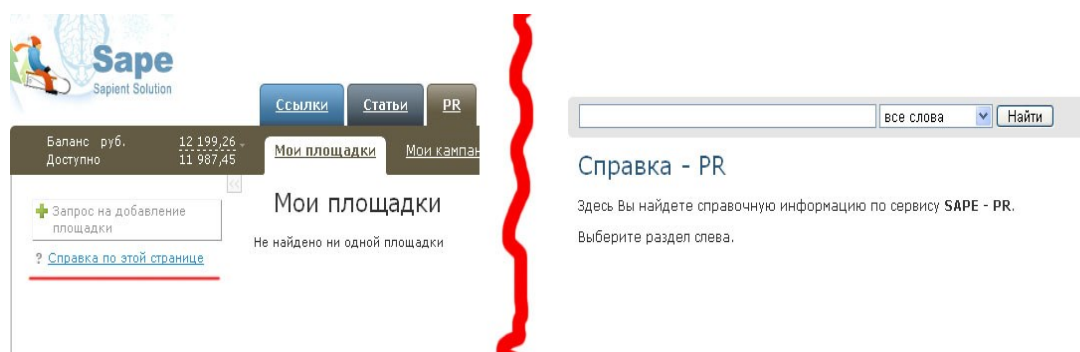 Sape
Sapient Solution
Ссылки
Статьи
PR
Баланс руб. 12 199,26
Доступно 11 987,45
Мои площадки
Мои кампан
<<
Запрос на добавление
площадки
? Справка по этой странице
Мои площадки
Не найдено ни одной площадки
все слова
Найти
Справка - PR
Здесь Вы найдете справочную информацию по сервису SAPE - PR.
Выберите раздел слева.